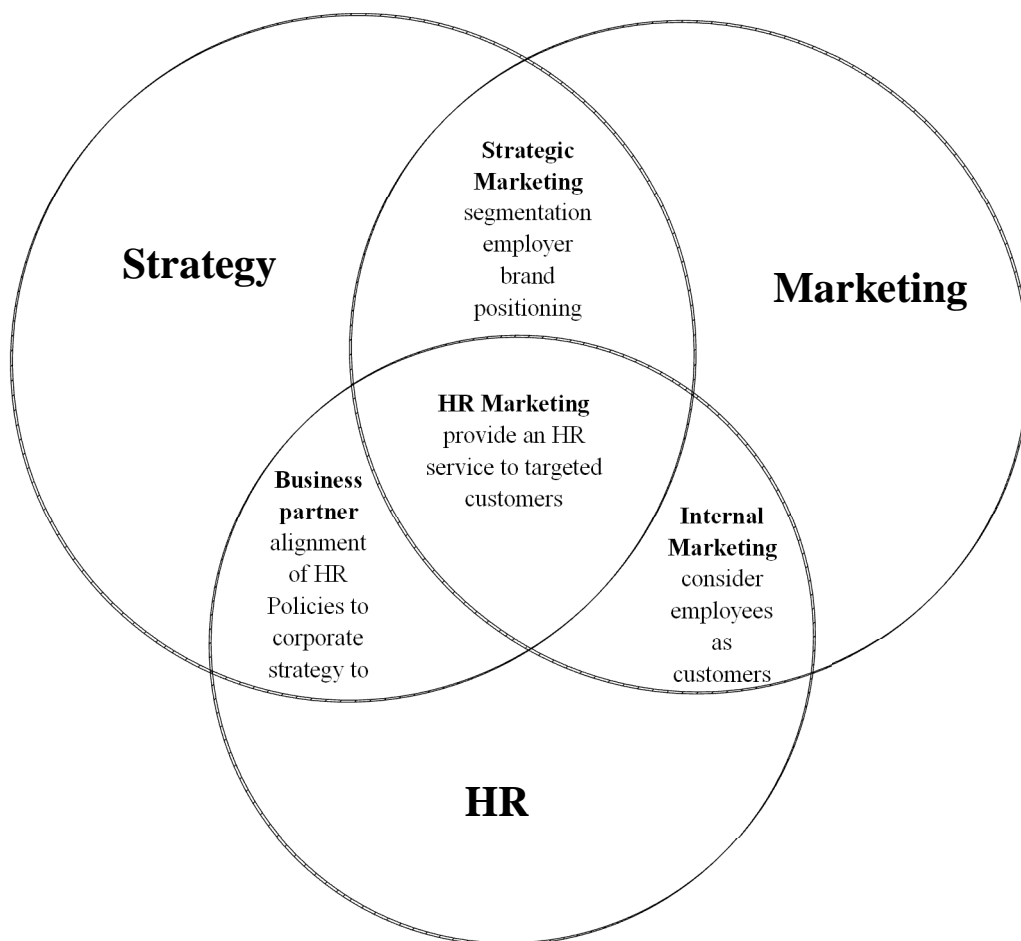 Strategic
Marketing
segmentation
employer
brand
positioning
Strategy
Marketing
HR Marketing
provide an HR
service to targeted
customers
Business
partner
alignment
of HR
Policies to
corporate
strategy to
Internal
Marketing
consider
employees
as
customers
HR